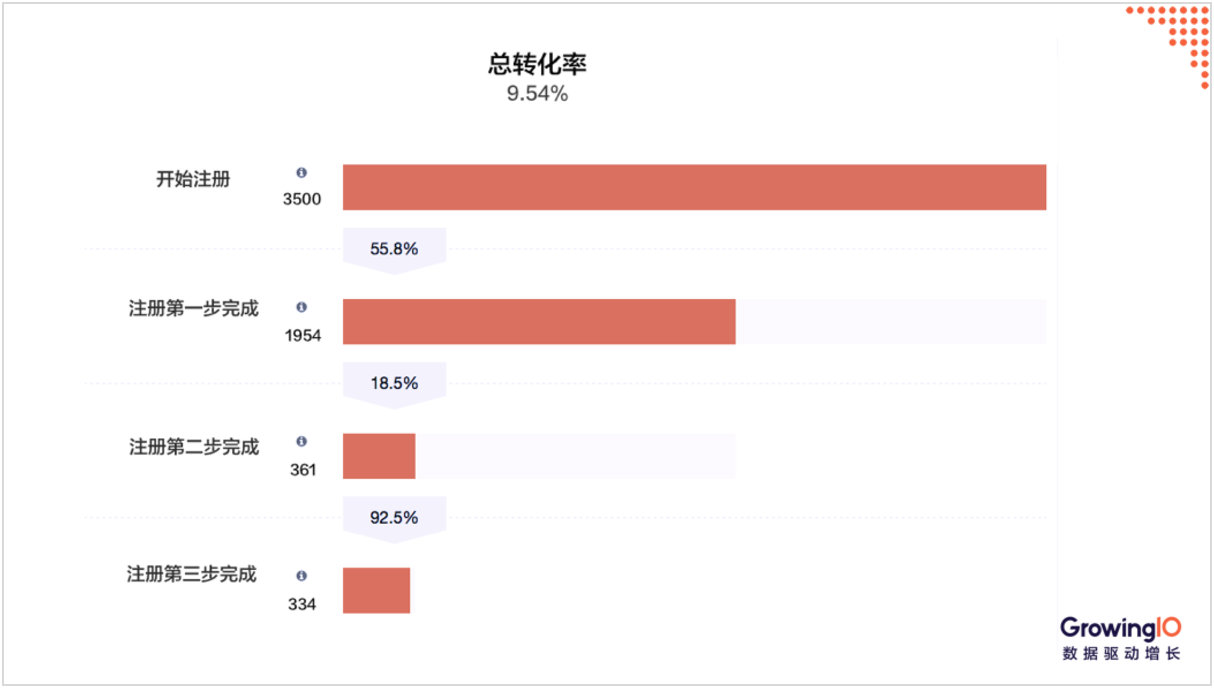 总转化率
9.54%
开始注册
3500
55.8%
注册第一步完成
1954
18.5%
注册第二步完成
361
92.5%
注册第三步完成
334
GrowingIO
数据驱动增长